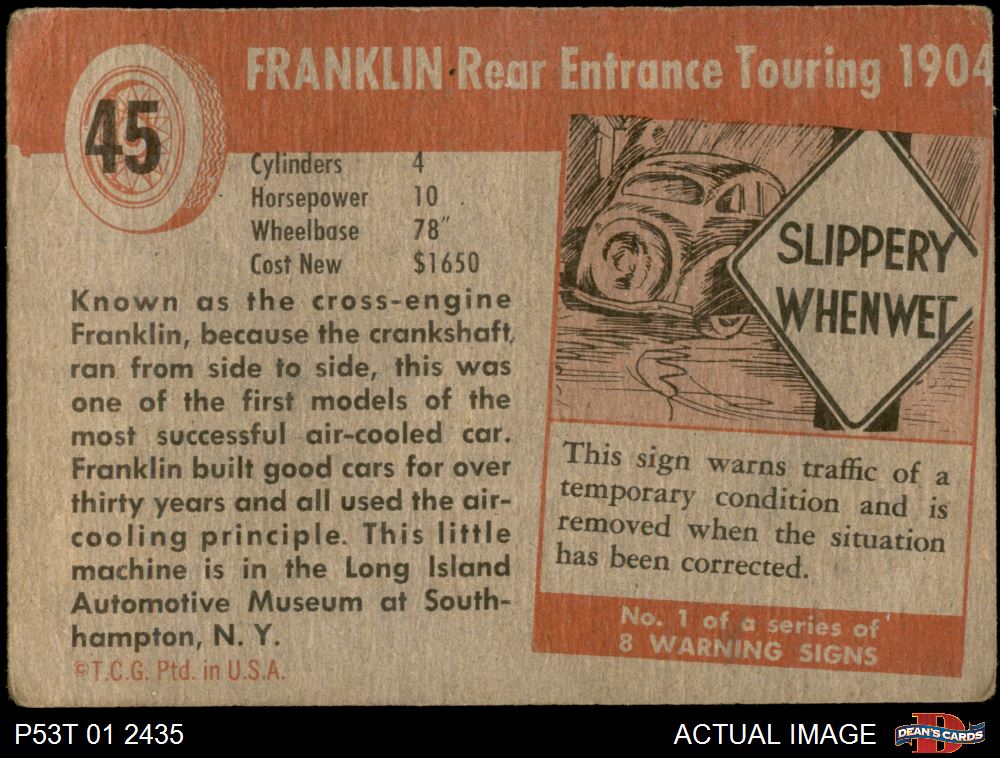 45
FRANKLIN Rear Entrance Touring 1904
Cylinders 4
Horsepower 10
Wheelbase 78"
Cost New $1650
Known as the cross-engine
Franklin, because the crankshaft
ran from side to side, this was
one of the first models of the
most successful air-cooled car.
Franklin built good cars for over
thirty years and all used the air-
cooling principle. This little
machine is in the Long Island
Automotive Museum at South-
hampton, N. Y.
©T.C.G. Ptd. in U.S.A.
SLIPPERY
WHEN WET
This sign warns traffic of a
temporary condition and is
removed when the situation
has been corrected.
No. 1 of a series of
8 WARNING SIGNS
P53T 01 2435
ACTUAL IMAGE
DEAN'S CARDS